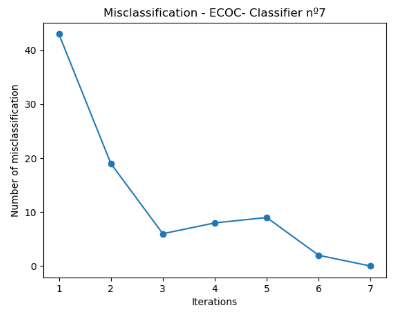 Misclassification - ECOC- Classifier nº7
Number of misclassification
40
30
20
10
0
1 2 3 4 5 6 7
Iterations